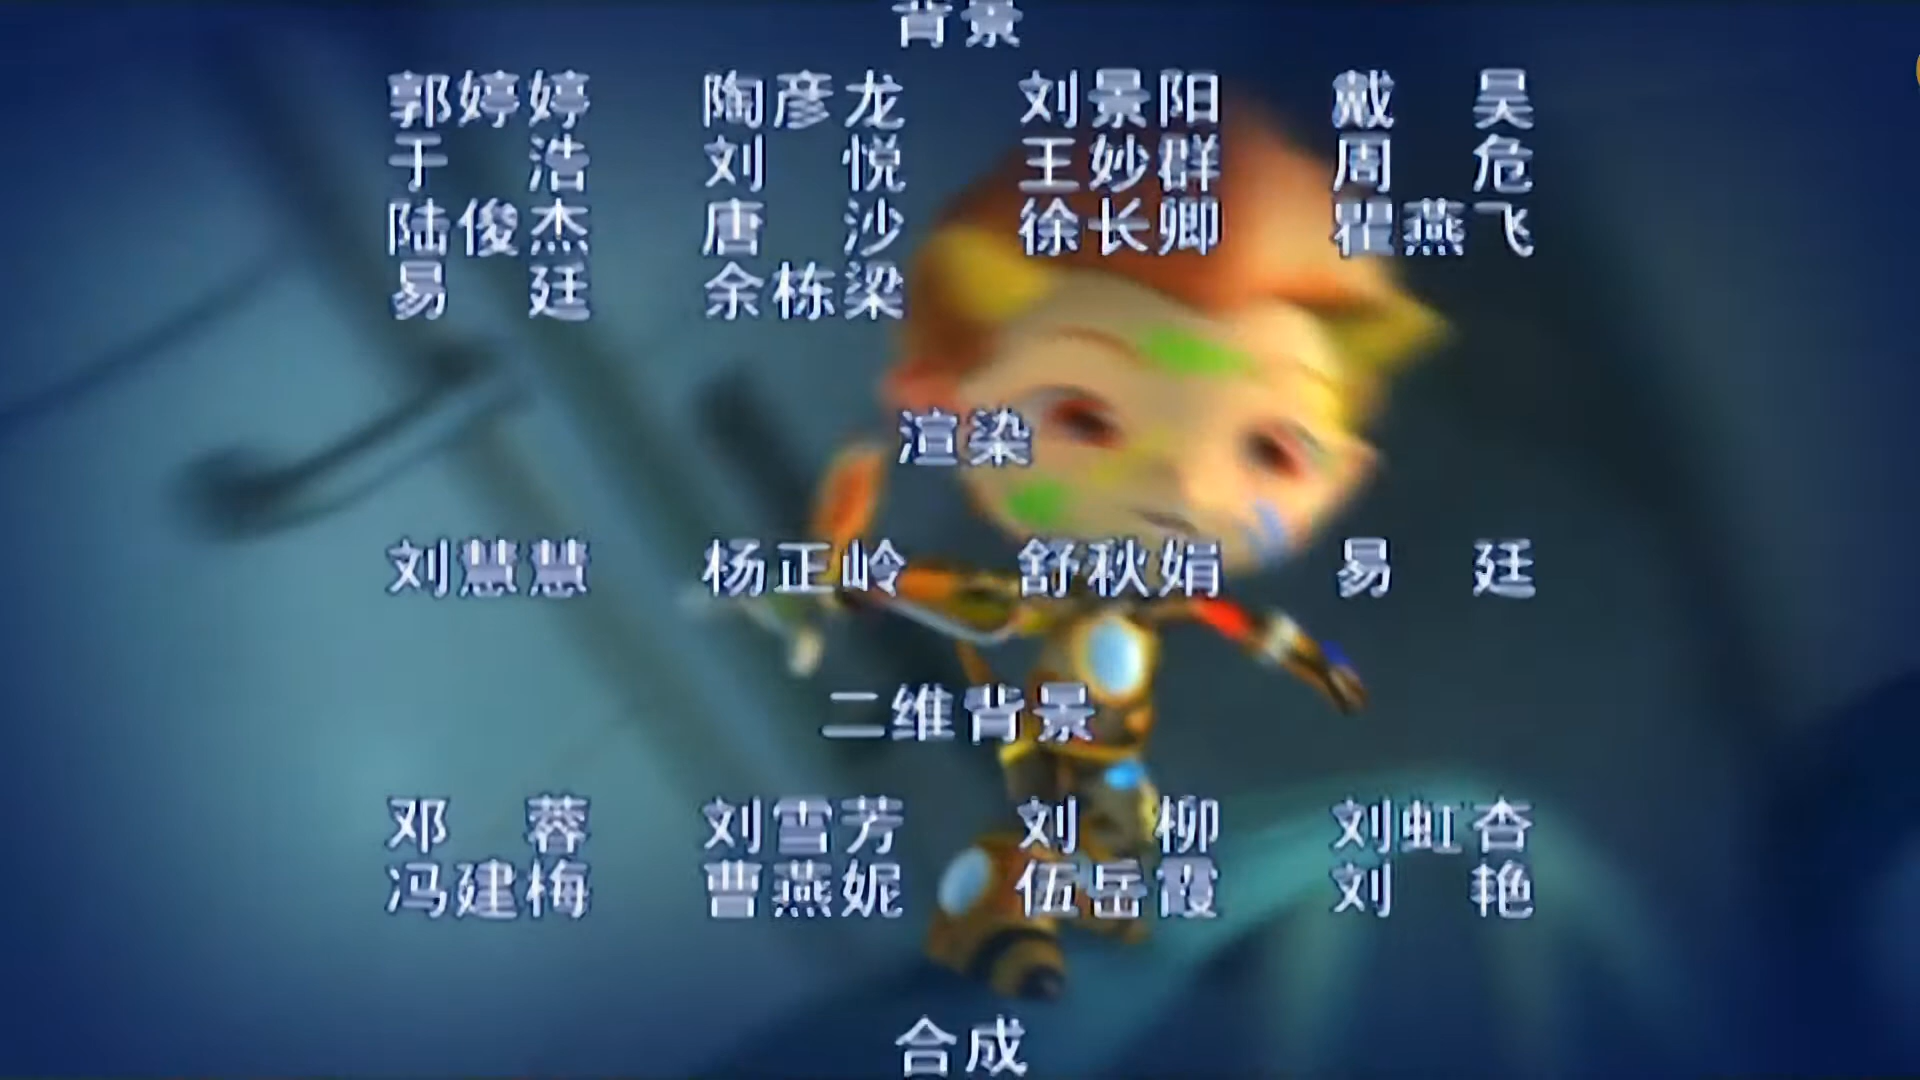 背景
郭婷婷 陶彦龙 刘景阳 戴 吴
于 浩 刘 悦 王妙群 周 危
陆俊杰 唐 沙 徐长卿 瞿燕飞
易 廷 余栋梁
渲染
刘慧慧 杨正岭 舒秋娟 易 廷
二维背景
邓 蓉 刘雪芳 刘 柳 刘虹杏
冯建梅 曹燕妮 伍岳霞 刘 艳
合成